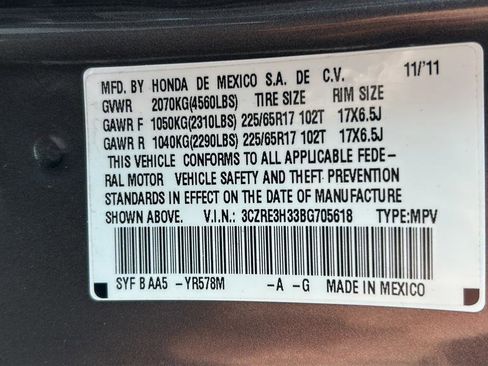 MFD. BY HONDA DE MEXICO S.A. DE C.V. 11/'11
GVWR 2070KG(4560LBS) TIRE SIZE RIM SIZE
GAWR F 1050KG(2310LBS) 225/65R17 102T 17X6.5J
GAWR R 1040KG(2290LBS) 225/65R17 102T 17X6.5J
THIS VEHICLE CONFORMS TO ALL APPLICABLE FEDE-
RAL MOTOR VEHICLE SAFETY AND THEFT PREVENTION
STANDARDS IN EFFECT ON THE DATE OF MANUFACTURE
SHOWN ABOVE. V.I.N.: 3CZRE3H33BG705618 TYPE:MPV
SYF B AA5 -YR578M -A -G MADE IN MEXICO